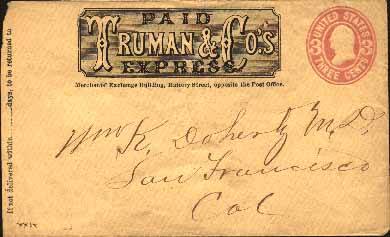 PAID
TRUMAN & CO'S
EXPRESS.
Merchants' Exchange Building, Battery Street, opposite the Post Office.
UNITED STATES
THREE CENTS
If not delivered within ........ days, to be returned to
Wm K. Doherty M.D.
San Francisco
Cal